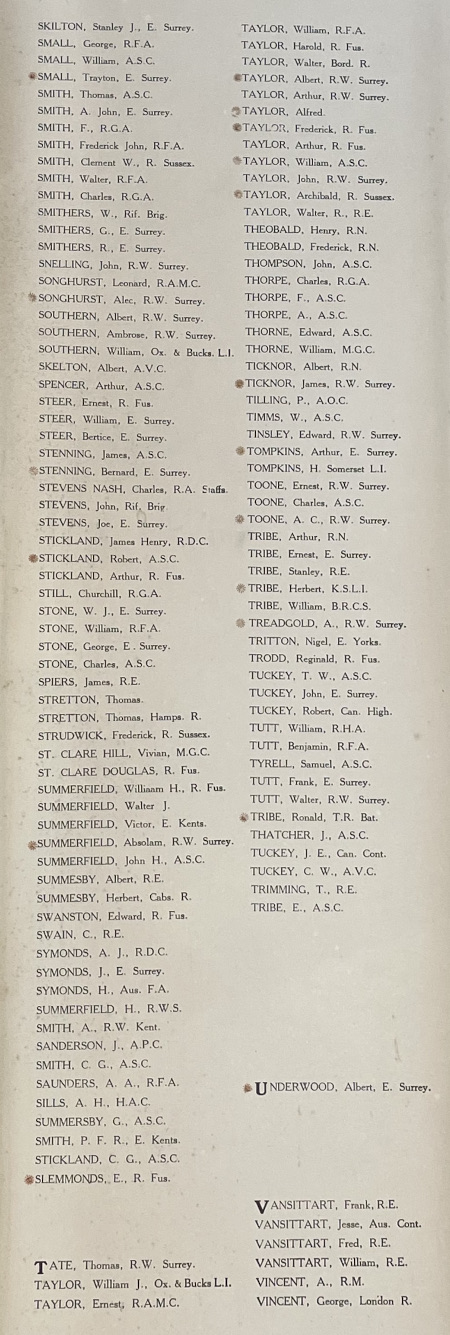 SKILTON, Stanley J., E. Surrey.
SMALL, George, R.F.A.
SMALL, William, A.S.C.
SMALL, Trayton, E. Surrey.
SMITH, Thomas, A.S.C.
SMITH, A. John, E. Surrey.
SMITH, F., R.G.A.
SMITH, Frederick John, R.F.A.
SMITH, Clement W., R. Sussex.
SMITH, Walter, R.F.A.
SMITH, Charles, R.G.A.
SMITHERS, W., Rif. Brig.
SMITHERS, G., E. Surrey.
SMITHERS, R., E. Surrey.
SNELLING, John, R.W. Surrey.
SONGHURST, Leonard, R.A.M.C.
SONGHURST, Alec, R.W. Surrey.
SOUTHERN, Albert, R.W. Surrey.
SOUTHERN, Ambrose, R.W. Surrey.
SOUTHERN, William, Ox. & Bucks L.I.
SKELTON, Albert, A.V.C.
SPENCER, Arthur, A.S.C.
STEER, Ernest, R. Fus.
STEER, William, E. Surrey.
STEER, Bertice, E. Surrey.
STENNING, James, A.S.C.
STENNING, Bernard, E. Surrey.
STEVENS NASH, Charles, R.A. Staffs.
STEVENS, John, Rif. Brig
STEVENS, Joe, E. Surrey.
STICKLAND, James Henry, R.D.C.
STICKLAND, Robert, A.S.C.
STICKLAND, Arthur, R. Fus.
STILL, Churchill, R.G.A.
STONE, W. J., E. Surrey.
STONE, William, R.F.A.
STONE, George, E. Surrey.
STONE, Charles, A.S.C.
SPIERS, James, R.E.
STRETTON, Thomas.
STRETTON, Thomas, Hamps. R.
STRUDWICK, Frederick, R. Sussex.
ST. CLARE HILL, Vivian, M.G.C.
ST. CLARE DOUGLAS, R. Fus.
SUMMERFIELD, William H., R. Fus.
SUMMERFIELD, Walter J.
SUMMERFIELD, Victor, E. Kents.
SUMMERFIELD, Absolam, R.W. Surrey.
SUMMERFIELD, John H., A.S.C.
SUMMESBY, Albert, R.E.
SUMMESBY, Herbert, Cabs. R.
SWANSTON, Edward, R. Fus.
SWAIN, C., R.E.
SYMONDS, A. J., R.D.C.
SYMONDS, J., E. Surrey.
SYMONDS, H., Aus. F.A.
SUMMERFIELD, H., R.W.S.
SMITH, A., R.W. Kent.
SANDERSON, J., A.P.C.
SMITH, C. G., A.S.C.
SAUNDERS, A. A., R.F.A.
SILLS, A. H., H.A.C.
SUMMERSBY, G., A.S.C.
SMITH, P. F. R., E. Kents.
STICKLAND, C. G., A.S.C.
SLEMMONDS, E., R. Fus.
TATE, Thomas, R.W. Surrey.
TAYLOR, William J., Ox. & Bucks L.I.
TAYLOR, Ernest, R.A.M.C.
TAYLOR, William, R.F.A.
TAYLOR, Harold, R. Fus.
TAYLOR, Walter, Bord. R.
TAYLOR, Albert, R.W. Surrey.
TAYLOR, Arthur, R.W. Surrey.
TAYLOR, Alfred.
TAYLOR, Frederick, R. Fus.
TAYLOR, Arthur, R. Fus.
TAYLOR, William, A.S.C.
TAYLOR, John, R.W. Surrey.
TAYLOR, Archibald, R. Sussex.
TAYLOR, Walter, R., R.E.
THEOBALD, Henry, R.N.
THEOBALD, Frederick, R.N.
THOMPSON, John, A.S.C.
THORPE, Charles, R.G.A.
THORPE, F., A.S.C.
THORPE, A., A.S.C.
THORNE, Edward, A.S.C.
THORNE, William, M.G.C.
TICKNOR, Albert, R.N.
TICKNOR, James, R.W. Surrey.
TILLING, P., A.O.C.
TIMMS, W., A.S.C.
TINSLEY, Edward, R.W. Surrey.
TOMPKINS, Arthur, E. Surrey.
TOMPKINS, H. Somerset L.I.
TOONE, Ernest, R.W. Surrey.
TOONE, Charles, A.S.C.
TOONE, A. C., R.W. Surrey.
TRIBE, Arthur, R.N.
TRIBE, Ernest, E. Surrey.
TRIBE, Stanley, R.E.
TRIBE, Herbert, K.S.L.I.
TRIBE, William, B.R.C.S.
TREADGOLD, A., R.W. Surrey.
TRITTON, Nigel, E. Yorks.
TRODD, Reginald, R. Fus.
TUCKEY, T. W., A.S.C.
TUCKEY, John, E. Surrey.
TUCKEY, Robert, Can. High.
TUTT, William, R.H.A.
TUTT, Benjamin, R.F.A.
TYRELL, Samuel, A.S.C.
TUTT, Frank, E. Surrey.
TUTT, Walter, R.W. Surrey.
TRIBE, Ronald, T.R. Bat.
THATCHER, J., A.S.C.
TUCKEY, J. E., Can. Cont.
TUCKEY, C. W., A.V.C.
TRIMMING, T., R.E.
TRIBE, E., A.S.C.
UNDERWOOD, Albert, E. Surrey.
VANSITTART, Frank, R.E.
VANSITTART, Jesse, Aus. Cont.
VANSITTART, Fred, R.E.
VANSITTART, William, R.E.
VINCENT, A., R.M.
VINCENT, George, London R.